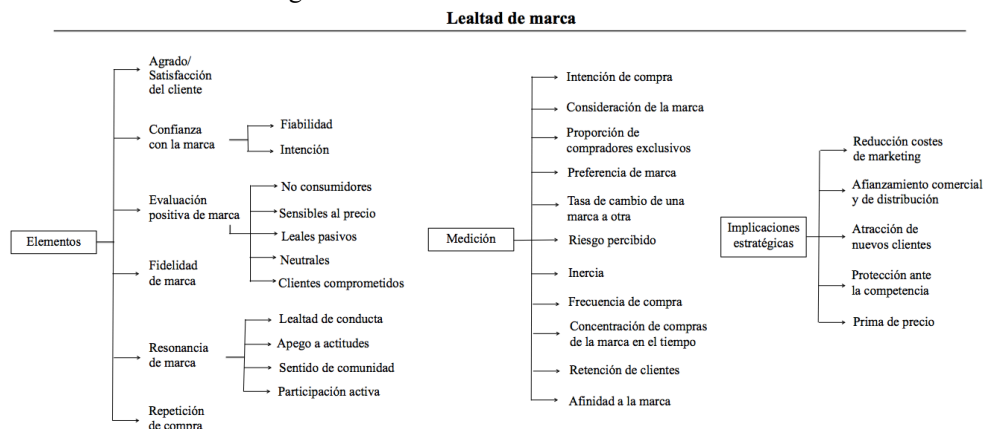 Lealtad de marca
Elementos
Agrado/
Satisfacción
del cliente
Confianza
con la marca
Fiabilidad
Intención
Evaluación
positiva de marca
No consumidores
Sensibles al precio
Leales pasivos
Neutrales
Clientes comprometidos
Fidelidad
de marca
Resonancia
de marca
Lealtad de conducta
Apego a actitudes
Sentido de comunidad
Participación activa
Repetición
de compra
Medición
Intención de compra
Consideración de la marca
Proporción de
compradores exclusivos
Preferencia de marca
Tasa de cambio de una
marca a otra
Riesgo percibido
Inercia
Frecuencia de compra
Concentración de compras
de la marca en el tiempo
Retención de clientes
Afinidad a la marca
Implicaciones
estratégicas
Reducción costes
de marketing
Afianzamiento comercial
y de distribución
Atracción de
nuevos clientes
Protección ante
la competencia
Prima de precio